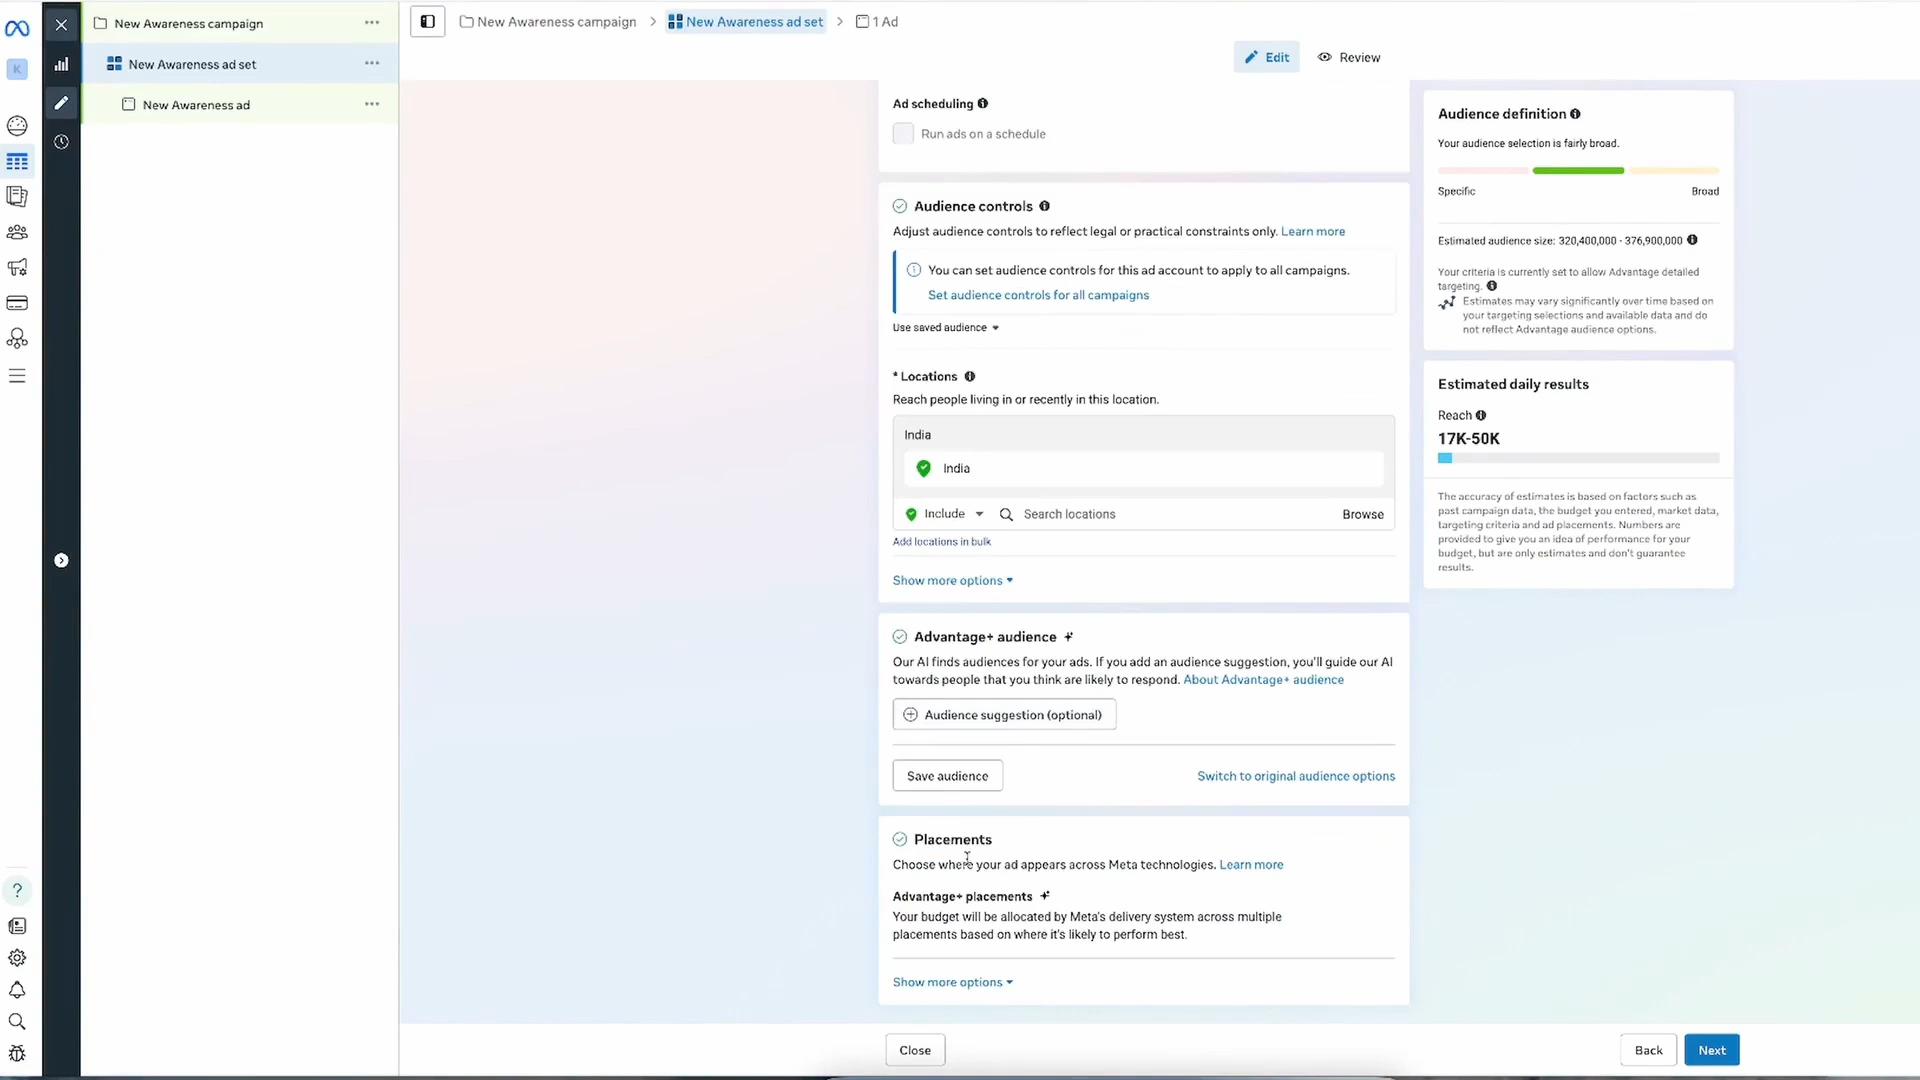 New Awareness campaign
New Awareness ad set
New Awareness ad
K
New Awareness campaign
New Awareness ad set
1 Ad
Edit
Review
Ad scheduling
Run ads on a schedule
Audience controls
Adjust audience controls to reflect legal or practical constraints only. Learn more
You can set audience controls for this ad account to apply to all campaigns.
Set audience controls for all campaigns
Use saved audience
* Locations
Reach people living in or recently in this location.
India
India
Include
Search locations
Browse
Add locations in bulk
Show more options
Advantage+ audience
Our AI finds audiences for your ads. If you add an audience suggestion, you'll guide our AI
towards people that you think are likely to respond. About Advantage+ audience
Audience suggestion (optional)
Save audience
Switch to original audience options
Placements
Choose where your ad appears across Meta technologies. Learn more
Advantage+ placements
Your budget will be allocated by Meta's delivery system across multiple
placements based on where it's likely to perform best.
Show more options
Close
Back
Next
Audience definition
Your audience selection is fairly broad.
Specific
Broad
Estimated audience size: 320,400,000 - 376,900,000
Your criteria is currently set to allow Advantage detailed
targeting.
Estimates may vary significantly over time based on
your targeting selections and available data and do
not reflect Advantage audience options.
Estimated daily results
Reach
17K-50K
The accuracy of estimates is based on factors such as
past campaign data, the budget you entered, market data,
targeting criteria and ad placements. Numbers are
provided to give you an idea of performance for your
budget, but are only estimates and don't guarantee
results.